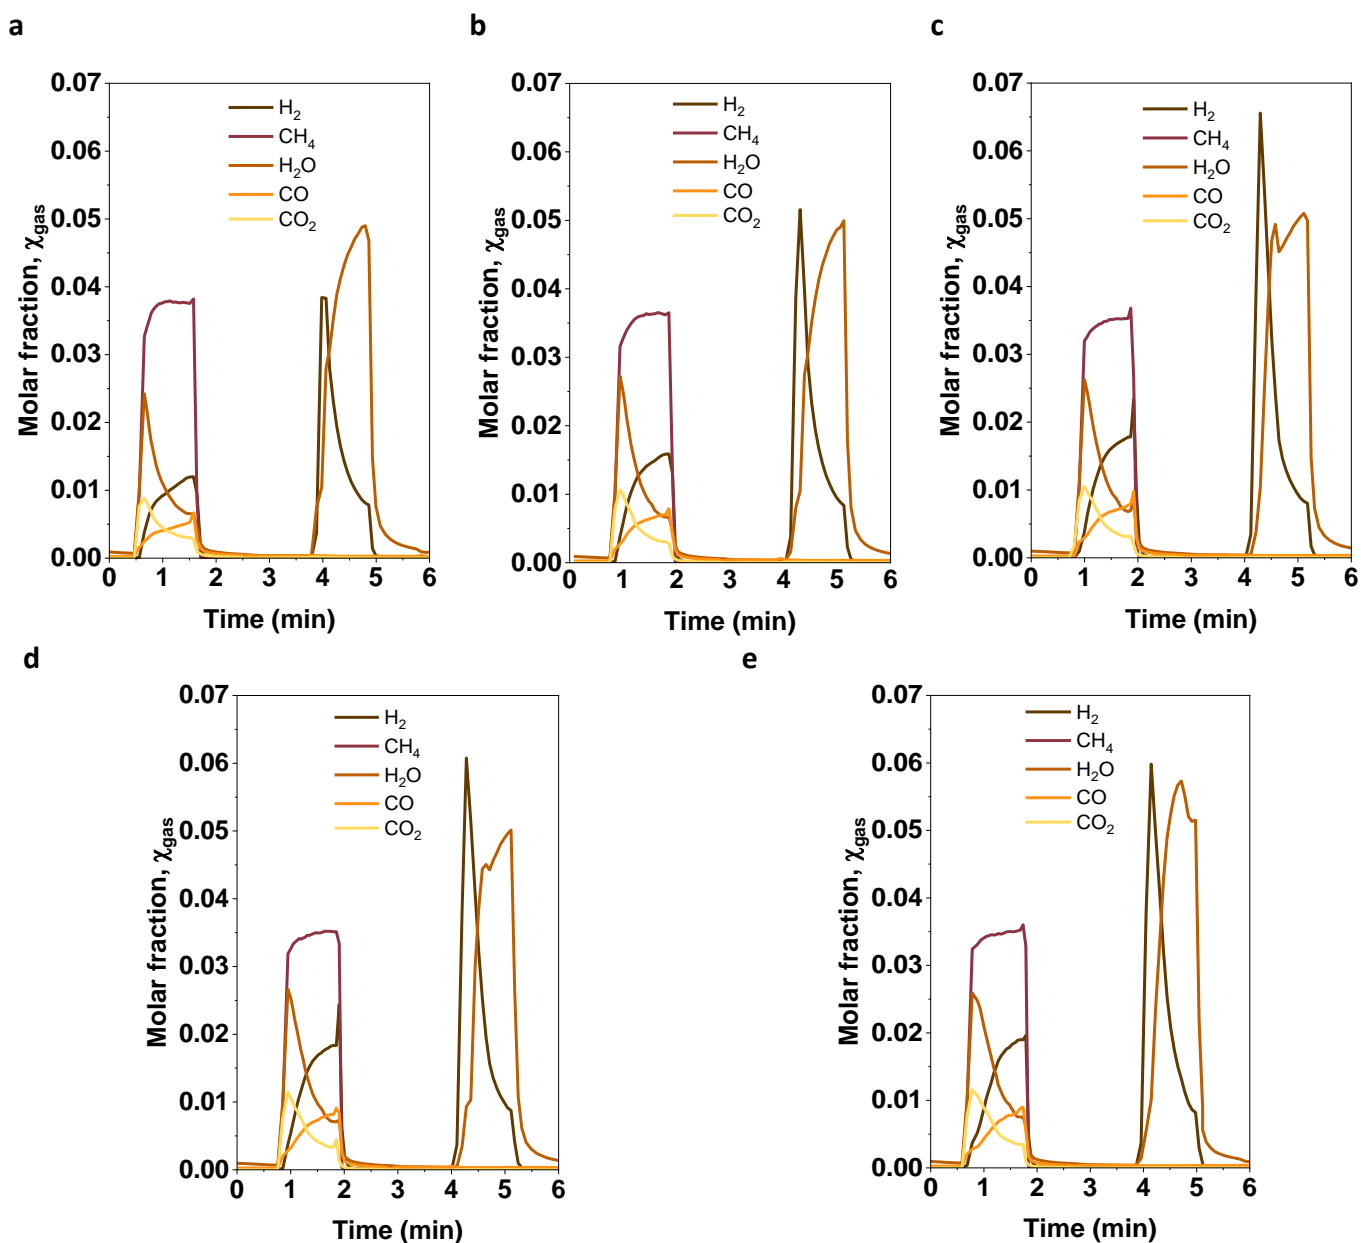 a
0.07
0.06
0.05
0.04
0.03
0.02
0.01
0.00
0 1 2 3 4 5 6
Molar fraction, χgas
Time (min)
H2
CH4
H2O
CO
CO2
b
0.07
0.06
0.05
0.04
0.03
0.02
0.01
0.00
0 1 2 3 4 5 6
Molar fraction, χgas
Time (min)
H2
CH4
H2O
CO
CO2
c
0.07
0.06
0.05
0.04
0.03
0.02
0.01
0.00
0 1 2 3 4 5 6
Molar fraction, χgas
Time (min)
H2
CH4
H2O
CO
CO2
d
0.07
0.06
0.05
0.04
0.03
0.02
0.01
0.00
0 1 2 3 4 5 6
Molar fraction, χgas
Time (min)
H2
CH4
H2O
CO
CO2
e
0.07
0.06
0.05
0.04
0.03
0.02
0.01
0.00
0 1 2 3 4 5 6
Molar fraction, χgas
Time (min)
H2
CH4
H2O
CO
CO2